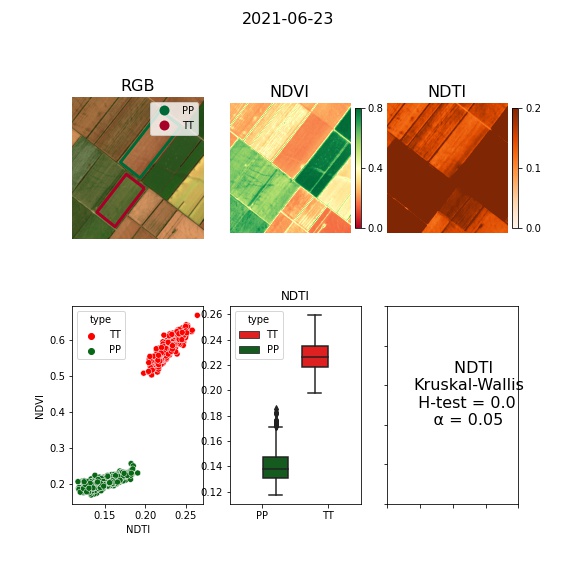 2021-06-23
RGB
NDVI
NDTI
PP
TT
0.8
0.4
0.0
0.2
0.1
0.0
NDTI
type
TT
PP
0.6
0.5
0.4
0.3
0.2
NDVI
0.15
0.20
0.25
NDTI
type
TT
PP
0.26
0.24
0.22
0.20
0.18
0.16
0.14
0.12
PP
TT
NDTI
Kruskal-Wallis
H-test = 0.0
α = 0.05